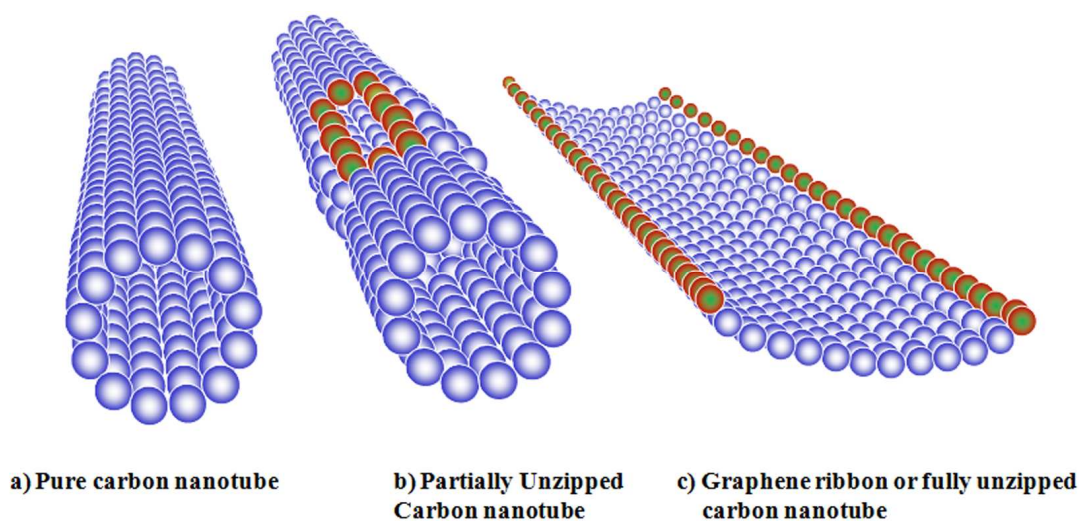 a) Pure carbon nanotube
b) Partially Unzipped
Carbon nanotube
c) Graphene ribbon or fully unzipped
carbon nanotube